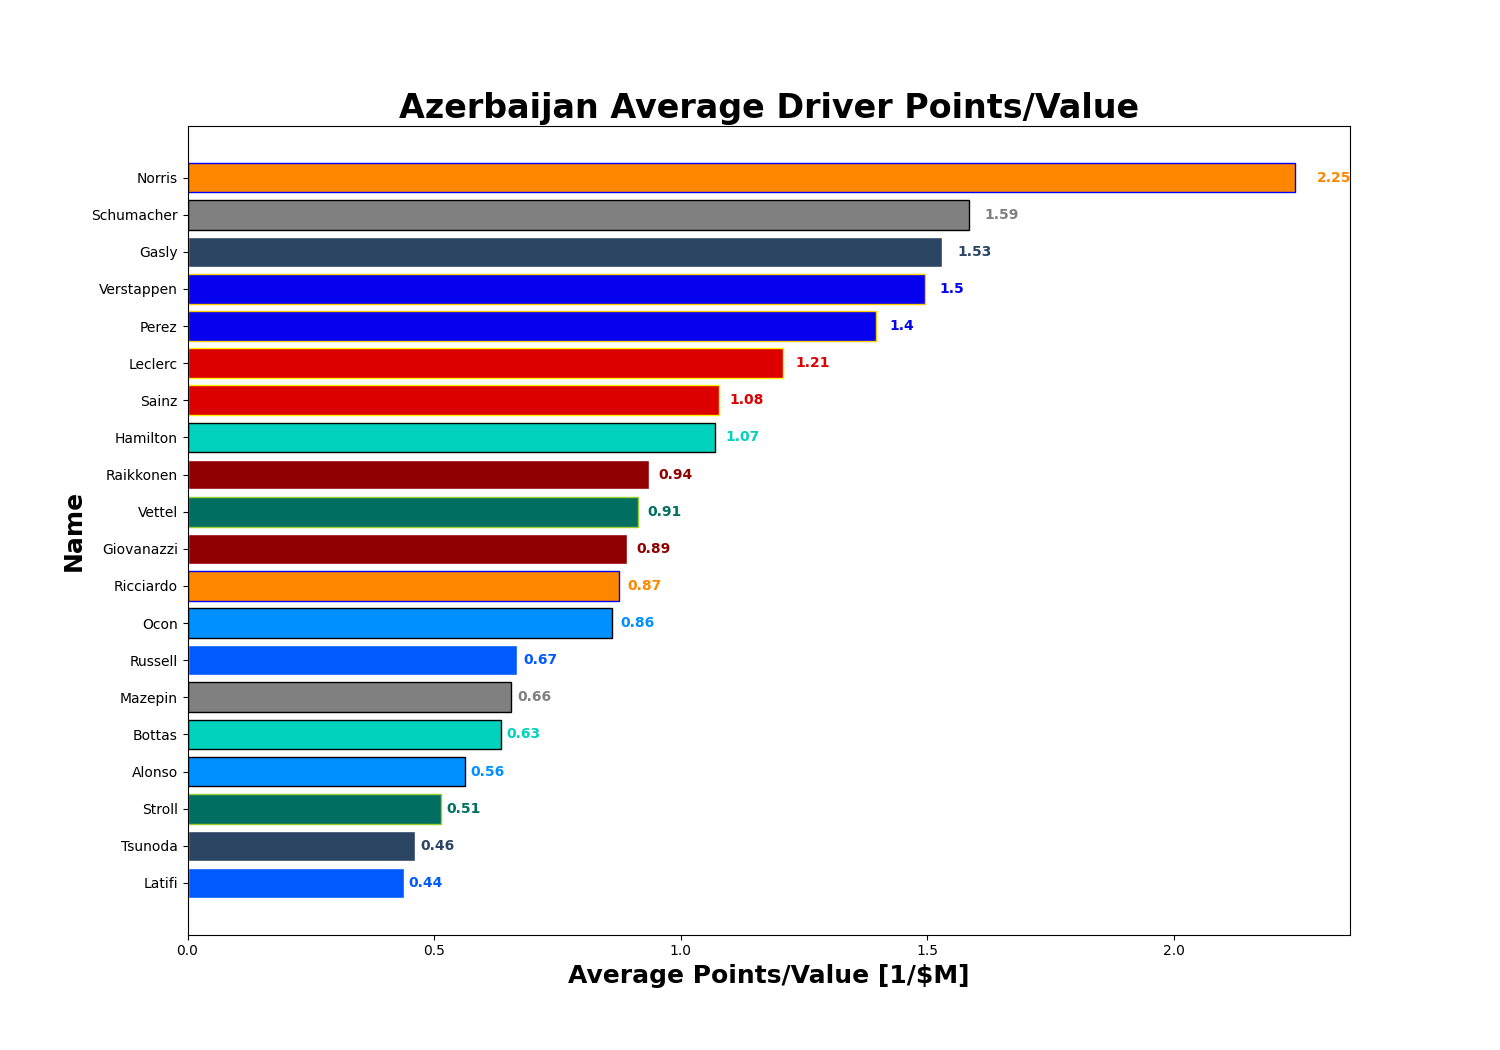 Azerbaijan Average Driver Points/Value
Norris 2.25
Schumacher 1.59
Gasly 1.53
Verstappen 1.5
Perez 1.4
Leclerc 1.21
Sainz 1.08
Hamilton 1.07
Raikkonen 0.94
Vettel 0.91
Giovanazzi 0.89
Ricciardo 0.87
Ocon 0.86
Russell 0.67
Mazepin 0.66
Bottas 0.63
Alonso 0.56
Stroll 0.51
Tsunoda 0.46
Latifi 0.44
Name
0.0 0.5 1.0 1.5 2.0
Average Points/Value [1/$M]